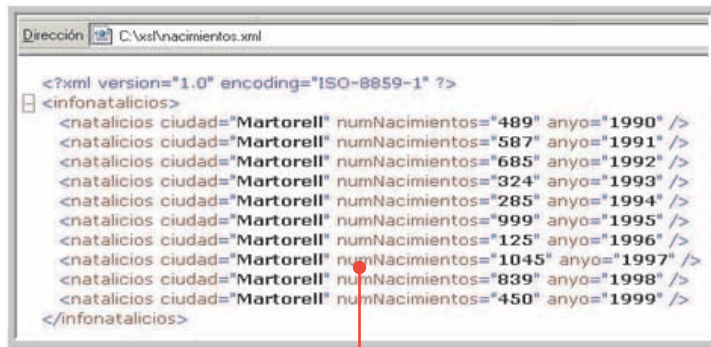 Dirección C:\xsl\nacimientos.xml
<?xml version="1.0" encoding="ISO-8859-1" ?>
- <infonatalicios>
<natalicios ciudad="Martorell" numNacimientos="489" anyo="1990" />
<natalicios ciudad="Martorell" numNacimientos="587" anyo="1991" />
<natalicios ciudad="Martorell" numNacimientos="685" anyo="1992" />
<natalicios ciudad="Martorell" numNacimientos="324" anyo="1993" />
<natalicios ciudad="Martorell" numNacimientos="285" anyo="1994" />
<natalicios ciudad="Martorell" numNacimientos="999" anyo="1995" />
<natalicios ciudad="Martorell" numNacimientos="125" anyo="1996" />
<natalicios ciudad="Martorell" numNacimientos="1045" anyo="1997" />
<natalicios ciudad="Martorell" numNacimientos="839" anyo="1998" />
<natalicios ciudad="Martorell" numNacimientos="450" anyo="1999" />
</infonatalicios>